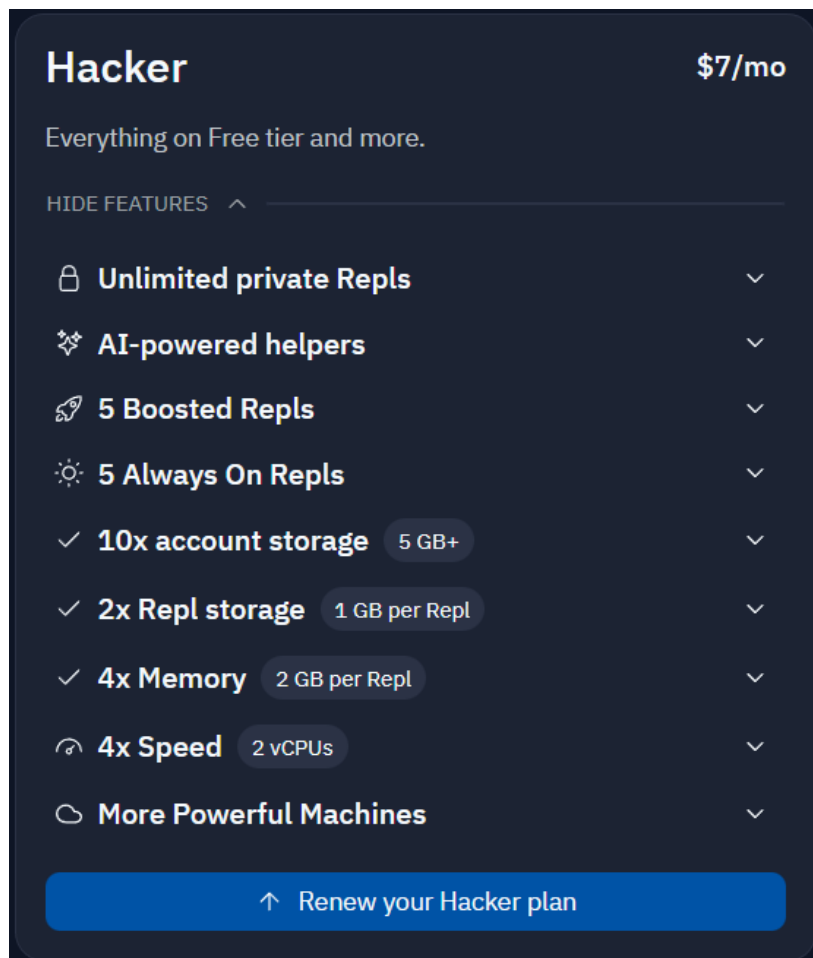 Hacker $7/mo
Everything on Free tier and more.
HIDE FEATURES
Unlimited private Repls
AI-powered helpers
5 Boosted Repls
5 Always On Repls
10x account storage 5 GB+
2x Repl storage 1 GB per Repl
4x Memory 2 GB per Repl
4x Speed 2 vCPUs
More Powerful Machines
Renew your Hacker plan